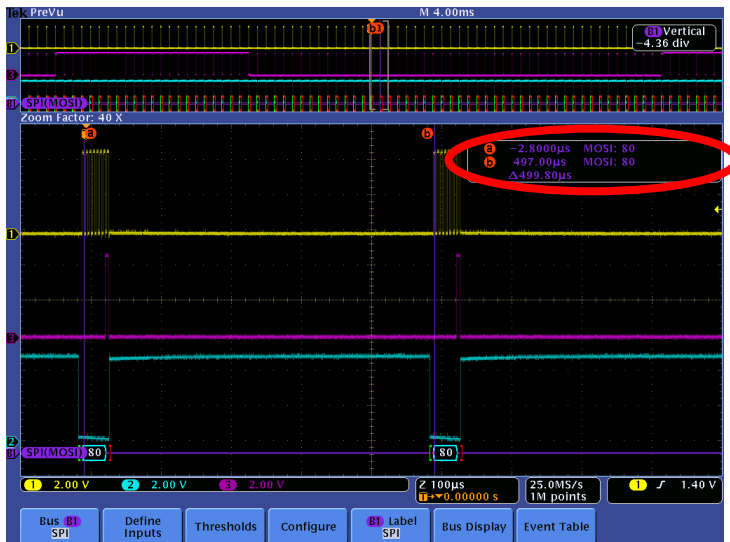 Tek PreVu M 4.00ms
b
B1 Vertical
-4.36 div
1
3
B1 SPI(MOSI)
Zoom Factor: 40 X
a b
a -2.8000µs MOSI: 80
b 497.00µs MOSI: 80
Δ499.80µs
1
3
2
B1 SPI(MOSI) 80 80
1 2.00 V 2 2.00 V 3 2.00 V
Z 100µs
T→▼0.00000 s
25.0MS/s
1M points
1 ∫ 1.40 V
Bus B1
SPI
Define
Inputs
Thresholds
Configure
B1 Label
SPI
Bus Display
Event Table